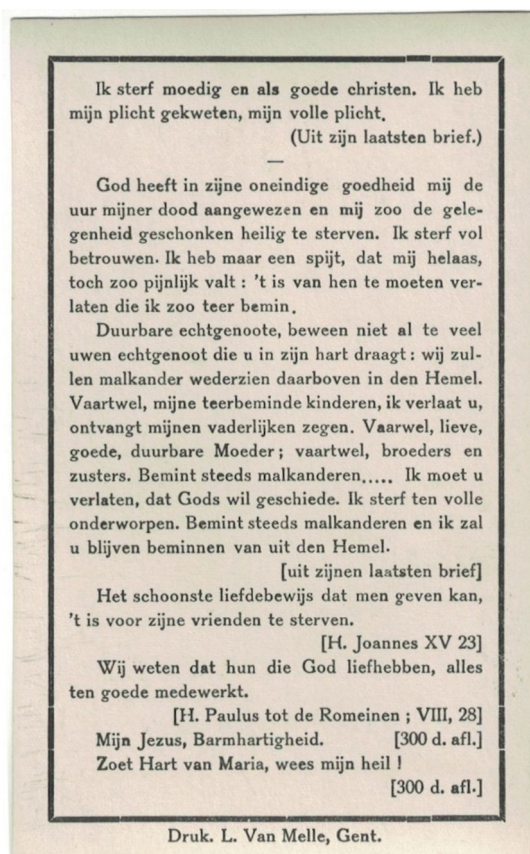 Ik sterf moedig en als goede christen. Ik heb
mijn plicht gekweten, mijn volle plicht.
(Uit zijn laatsten brief.)
—
God heeft in zijne oneindige goedheid mij de
uur mijner dood aangewezen en mij zoo de gele-
genheid geschonken heilig te sterven. Ik sterf vol
betrouwen. Ik heb maar een spijt, dat mij helaas,
toch zoo pijnlijk valt : 't is van hen te moeten ver-
laten die ik zoo teer bemin.
Duurbare echtgenoote, beween niet al te veel
uwen echtgenoot die u in zijn hart draagt : wij zul-
len malkander wederzien daarboven in den Hemel.
Vaartwel, mijne teerbeminde kinderen, ik verlaat u,
ontvangt mijnen vaderlijken zegen. Vaarwel, lieve,
goede, duurbare Moeder ; vaartwel, broeders en
zusters. Bemint steeds malkanderen..... Ik moet u
verlaten, dat Gods wil geschiede. Ik sterf ten volle
onderworpen. Bemint steeds malkanderen en ik zal
u blijven beminnen van uit den Hemel.
[uit zijnen laatsten brief]
Het schoonste liefdebewijs dat men geven kan,
't is voor zijne vrienden te sterven.
[H. Joannes XV 23]
Wij weten dat hun die God liefhebben, alles
ten goede medewerkt.
[H. Paulus tot de Romeinen ; VIII, 28]
Mijn Jezus, Barmhartigheid. [300 d. afl.]
Zoet Hart van Maria, wees mijn heil !
[300 d. afl.]
Druk. L. Van Melle, Gent.